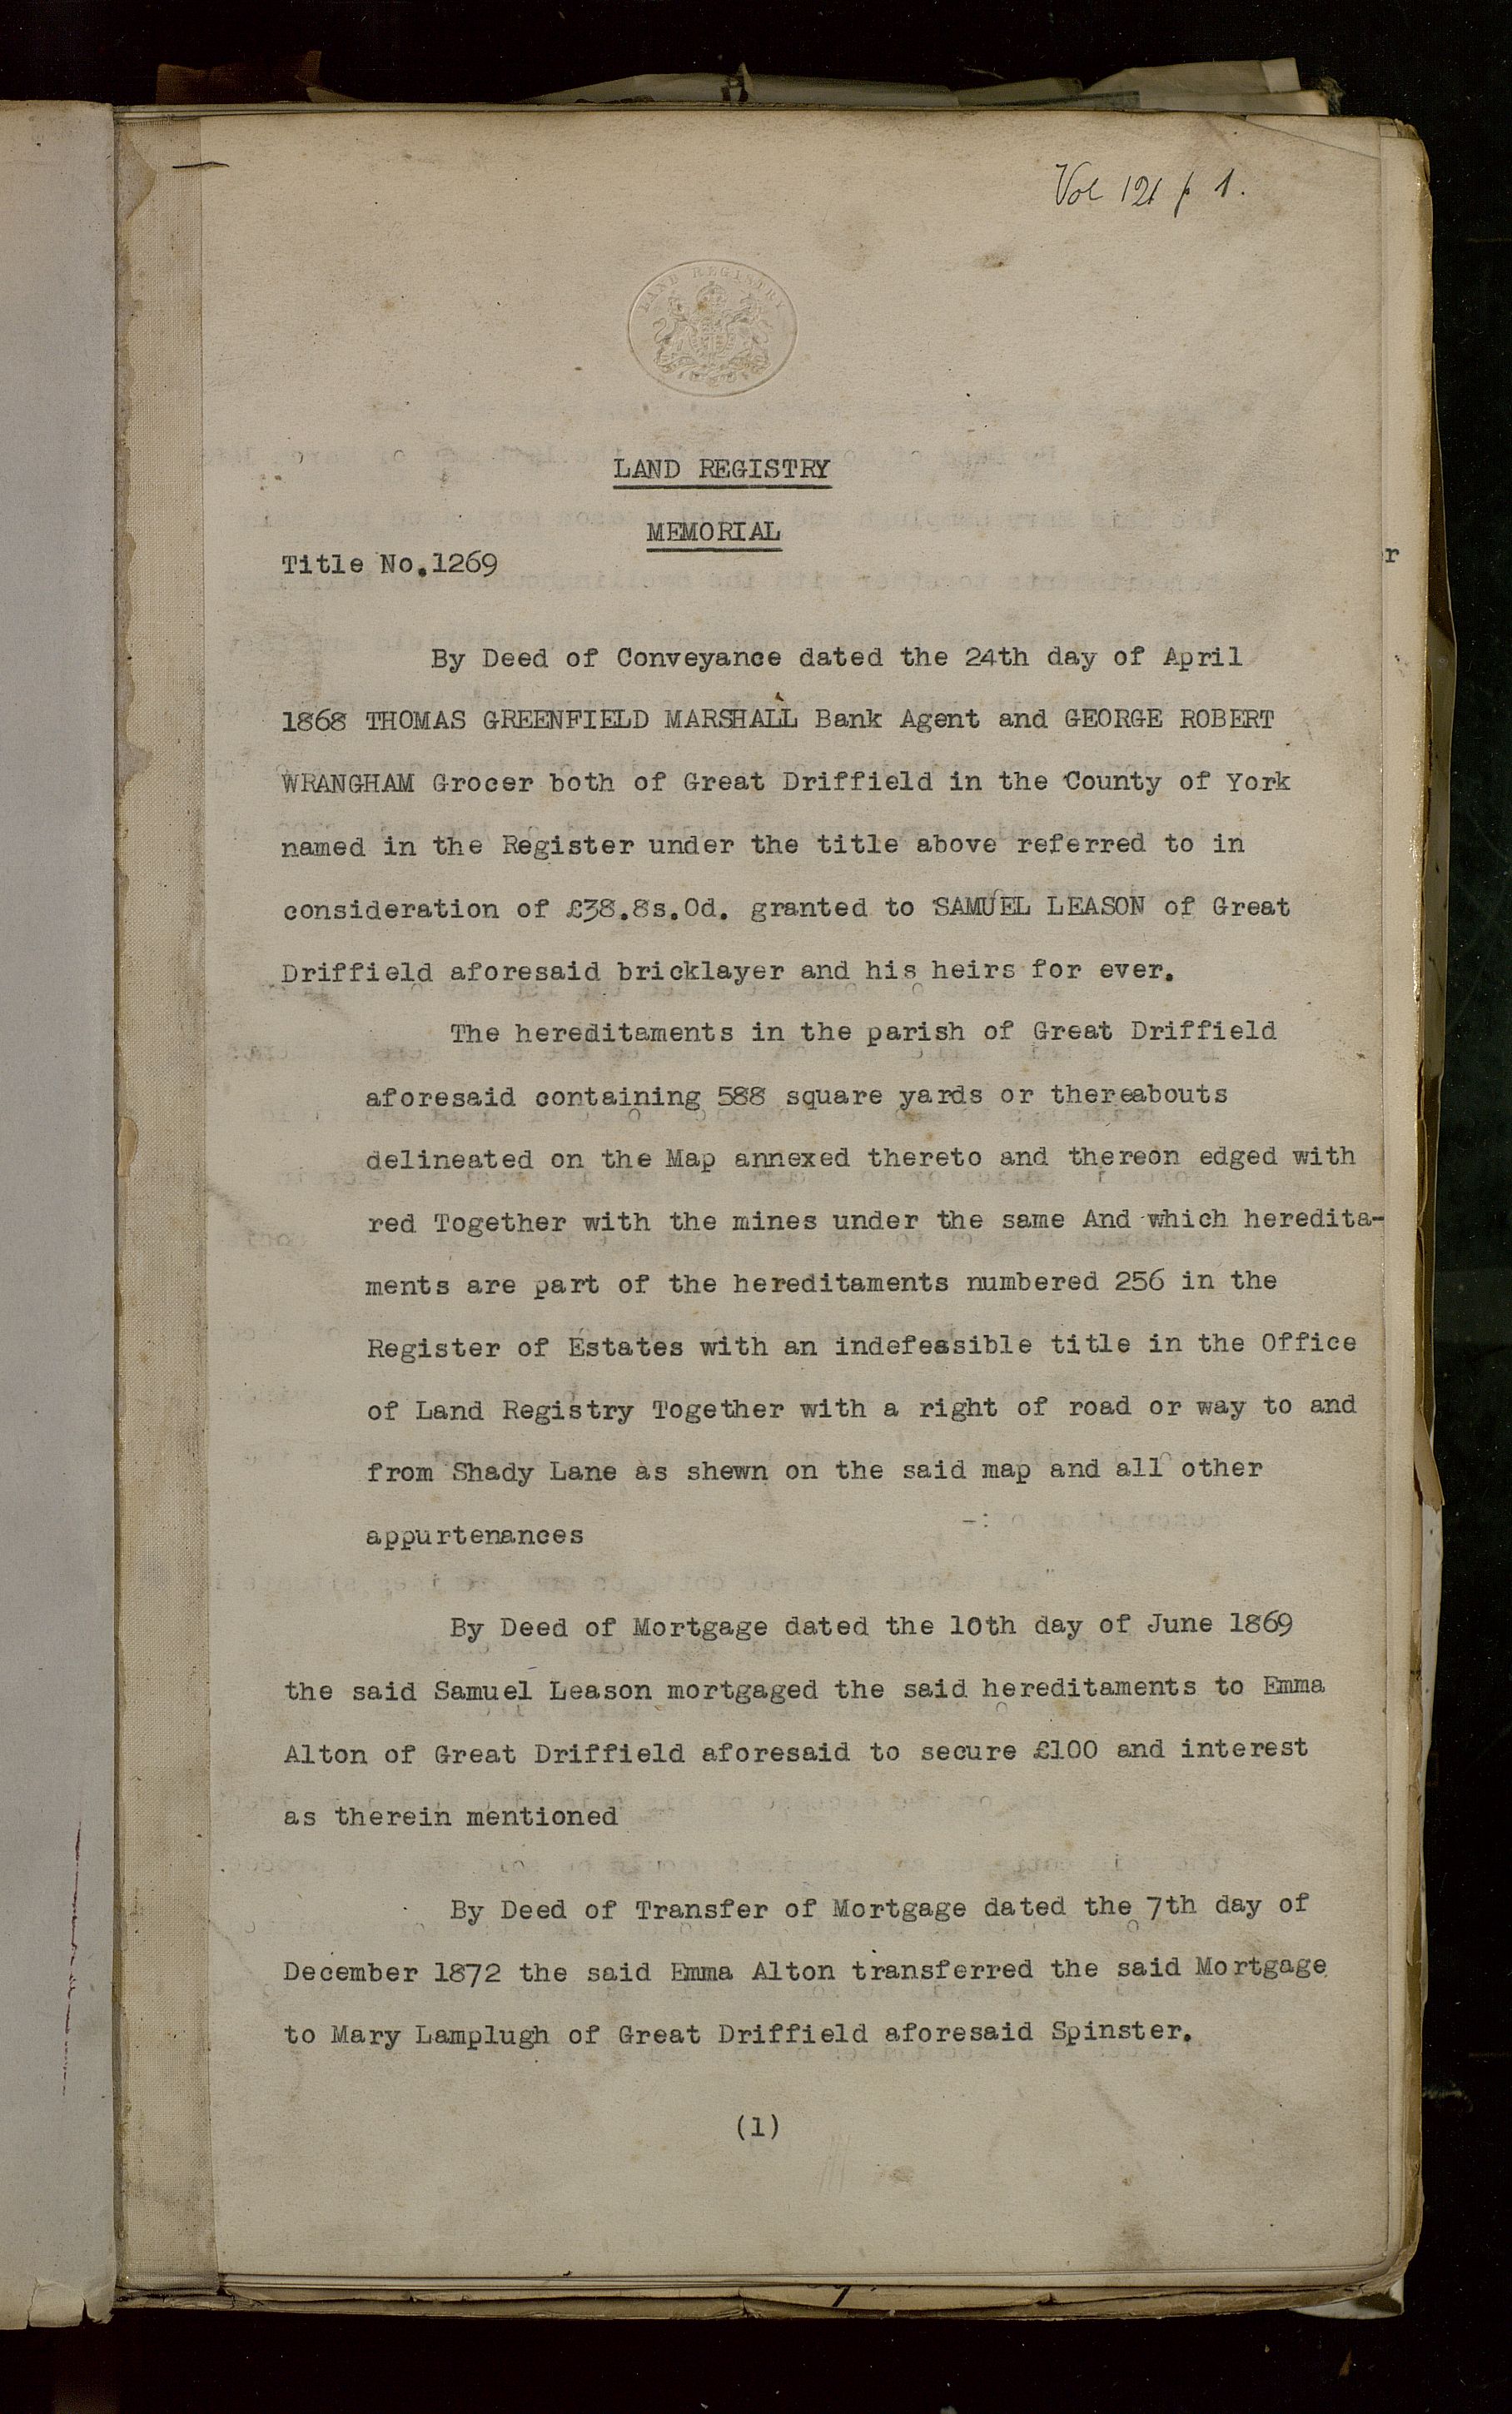 Vol 121 p 1.
LAND REGISTRY
LAND REGISTRY
MEMORIAL
Title No.1269
By Deed of Conveyance dated the 24th day of April
1868 THOMAS GREENFIELD MARSHALL Bank Agent and GEORGE ROBERT
WRANGHAM Grocer both of Great Driffield in the County of York
named in the Register under the title above referred to in
consideration of £38.8s.0d. granted to SAMUEL LEASON of Great
Driffield aforesaid bricklayer and his heirs for ever.
The hereditaments in the parish of Great Driffield
aforesaid containing 588 square yards or thereabouts
delineated on the Map annexed thereto and thereon edged with
red Together with the mines under the same And which heredita-
ments are part of the hereditaments numbered 256 in the
Register of Estates with an indefeasible title in the Office
of Land Registry Together with a right of road or way to and
from Shady Lane as shewn on the said map and all other
appurtenances
By Deed of Mortgage dated the 10th day of June 1869
the said Samuel Leason mortgaged the said hereditaments to Emma
Alton of Great Driffield aforesaid to secure £100 and interest
as therein mentioned
By Deed of Transfer of Mortgage dated the 7th day of
December 1872 the said Emma Alton transferred the said Mortgage
to Mary Lamplugh of Great Driffield aforesaid Spinster.
(1)